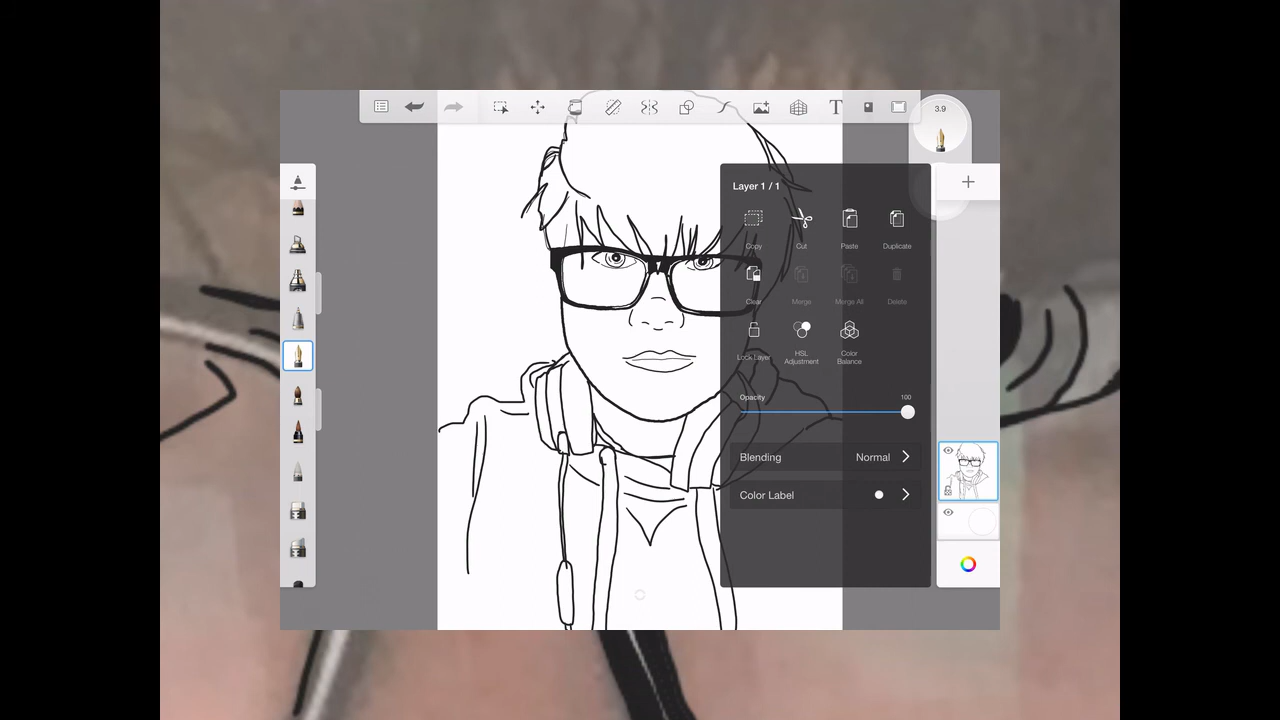 3.9
Layer 1 / 1
Copy
Cut
Paste
Duplicate
Clear
Merge
Merge All
Delete
Lock Layer
HSL
Adjustment
Color
Balance
Opacity
100
Blending
Normal
Color Label